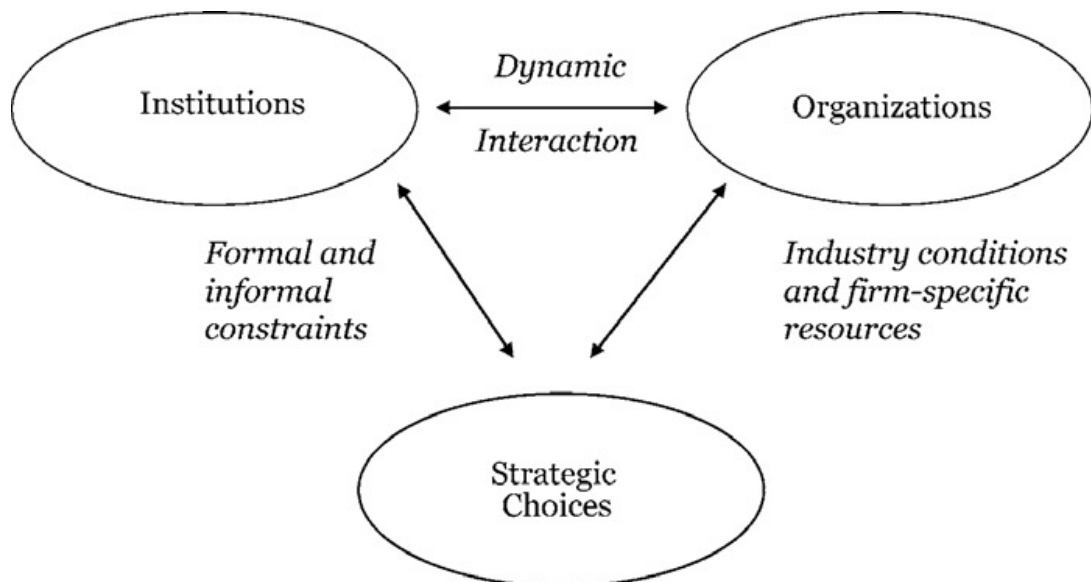 Institutions
Dynamic
Interaction
Organizations
Formal and
informal
constraints
Industry conditions
and firm-specific
resources
Strategic
Choices